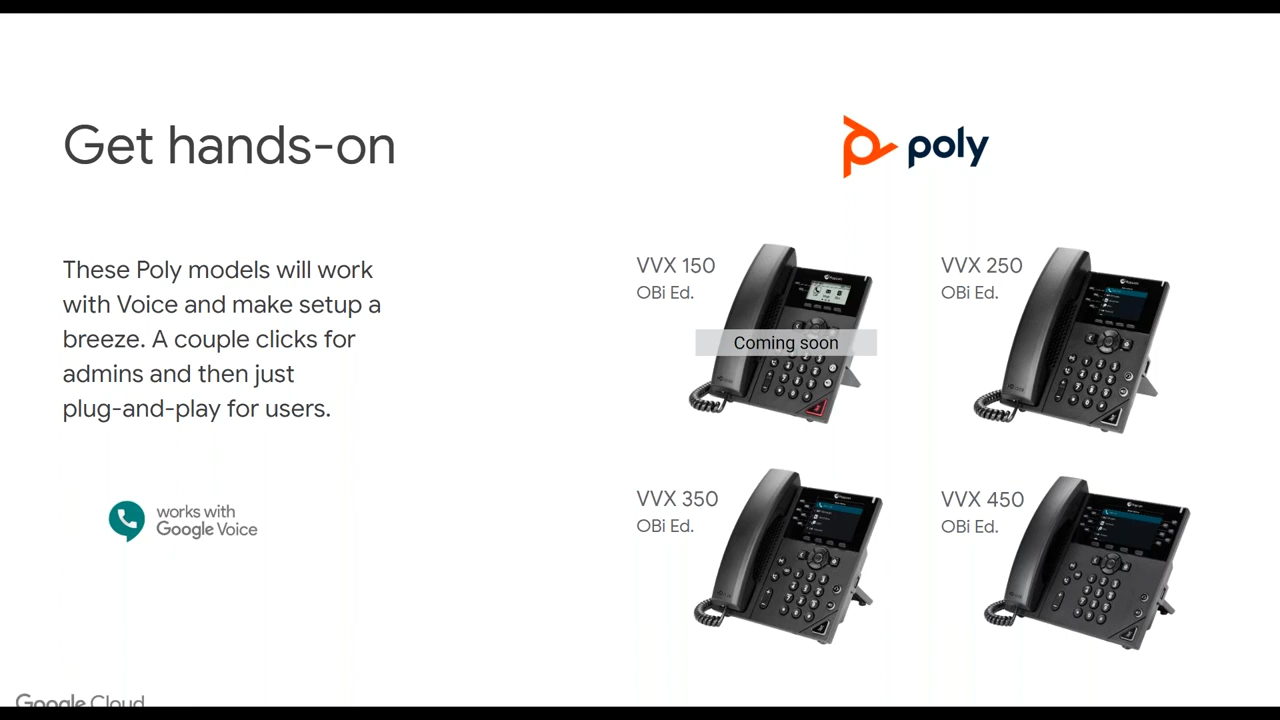 Get hands-on
poly
These Poly models will work
with Voice and make setup a
breeze. A couple clicks for
admins and then just
plug-and-play for users.
works with
Google Voice
VVX 150
OBi Ed.
Coming soon
VVX 250
OBi Ed.
VVX 350
OBi Ed.
VVX 450
OBi Ed.
Google Cloud